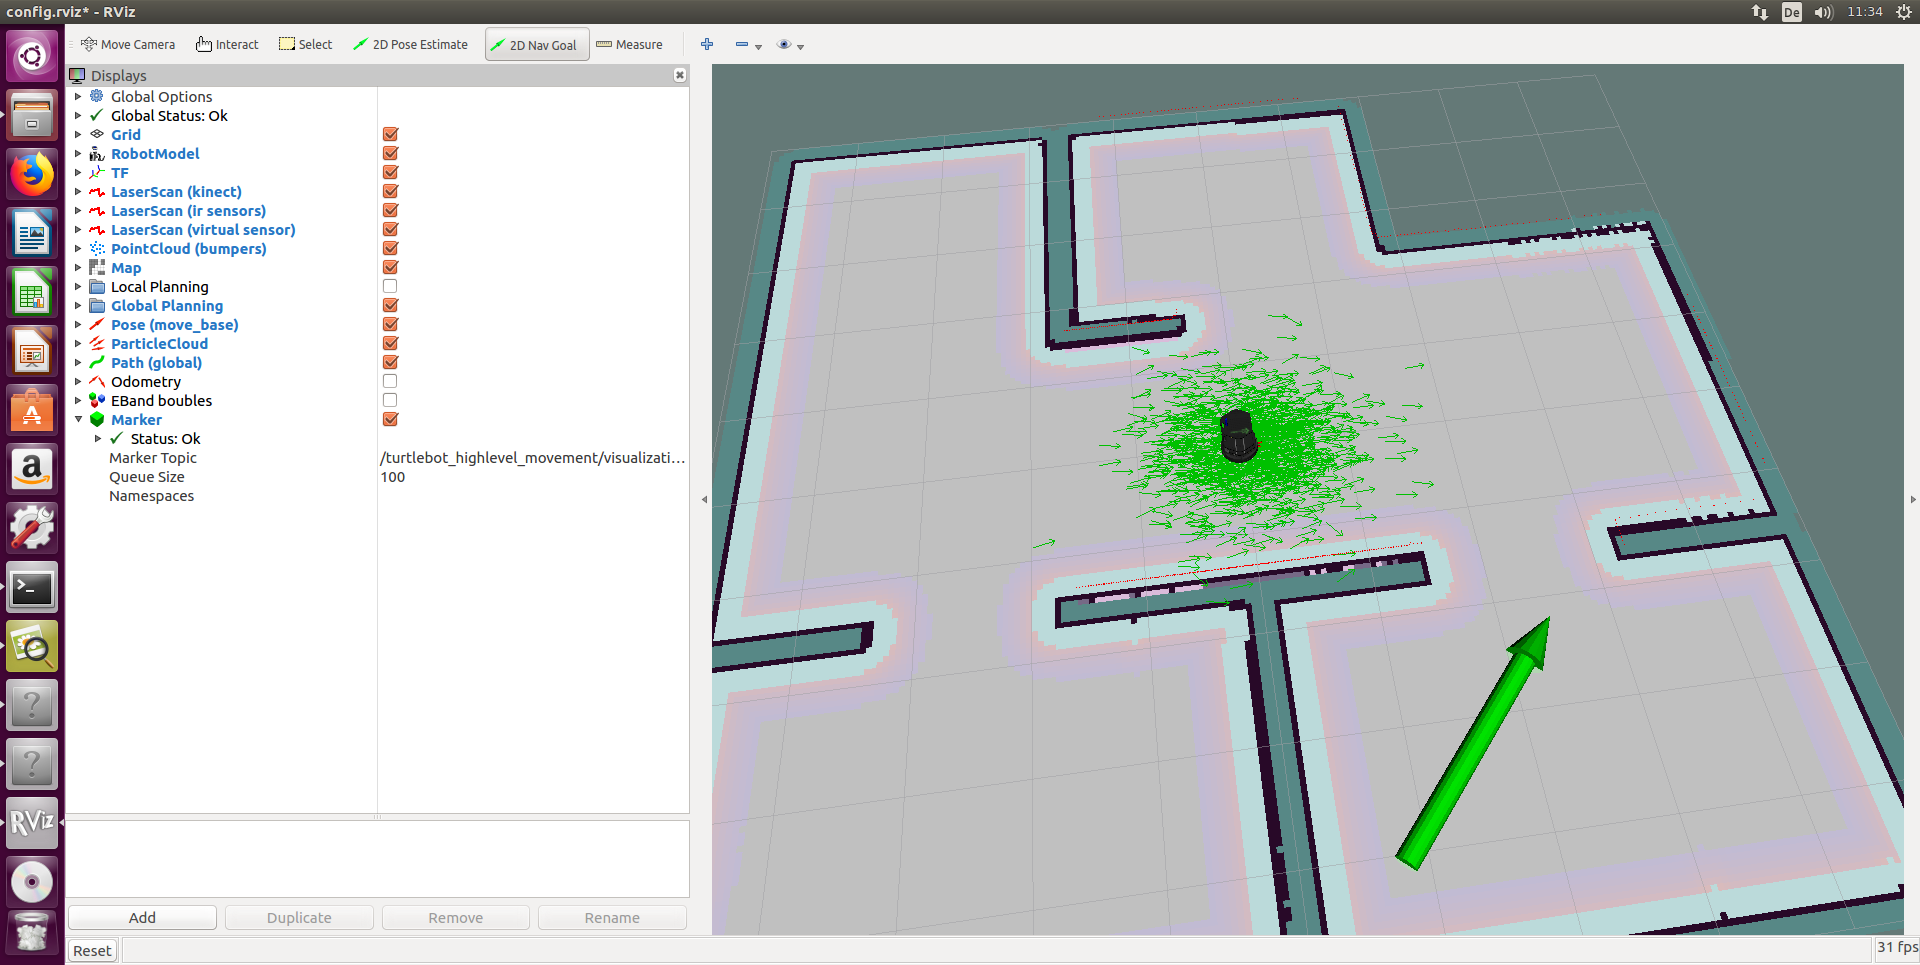 config.rviz* - RViz
De
11:34
Move Camera
Interact
Select
2D Pose Estimate
2D Nav Goal
Measure
Displays
Global Options
Global Status: Ok
Grid
RobotModel
TF
LaserScan (kinect)
LaserScan (ir sensors)
LaserScan (virtual sensor)
PointCloud (bumpers)
Map
Local Planning
Global Planning
Pose (move_base)
ParticleCloud
Path (global)
Odometry
EBand boubles
Marker
Status: Ok
Marker Topic /turtlebot_highlevel_movement/visualizati...
Queue Size 100
Namespaces
RViz
Add
Duplicate
Remove
Rename
Reset
31 fps